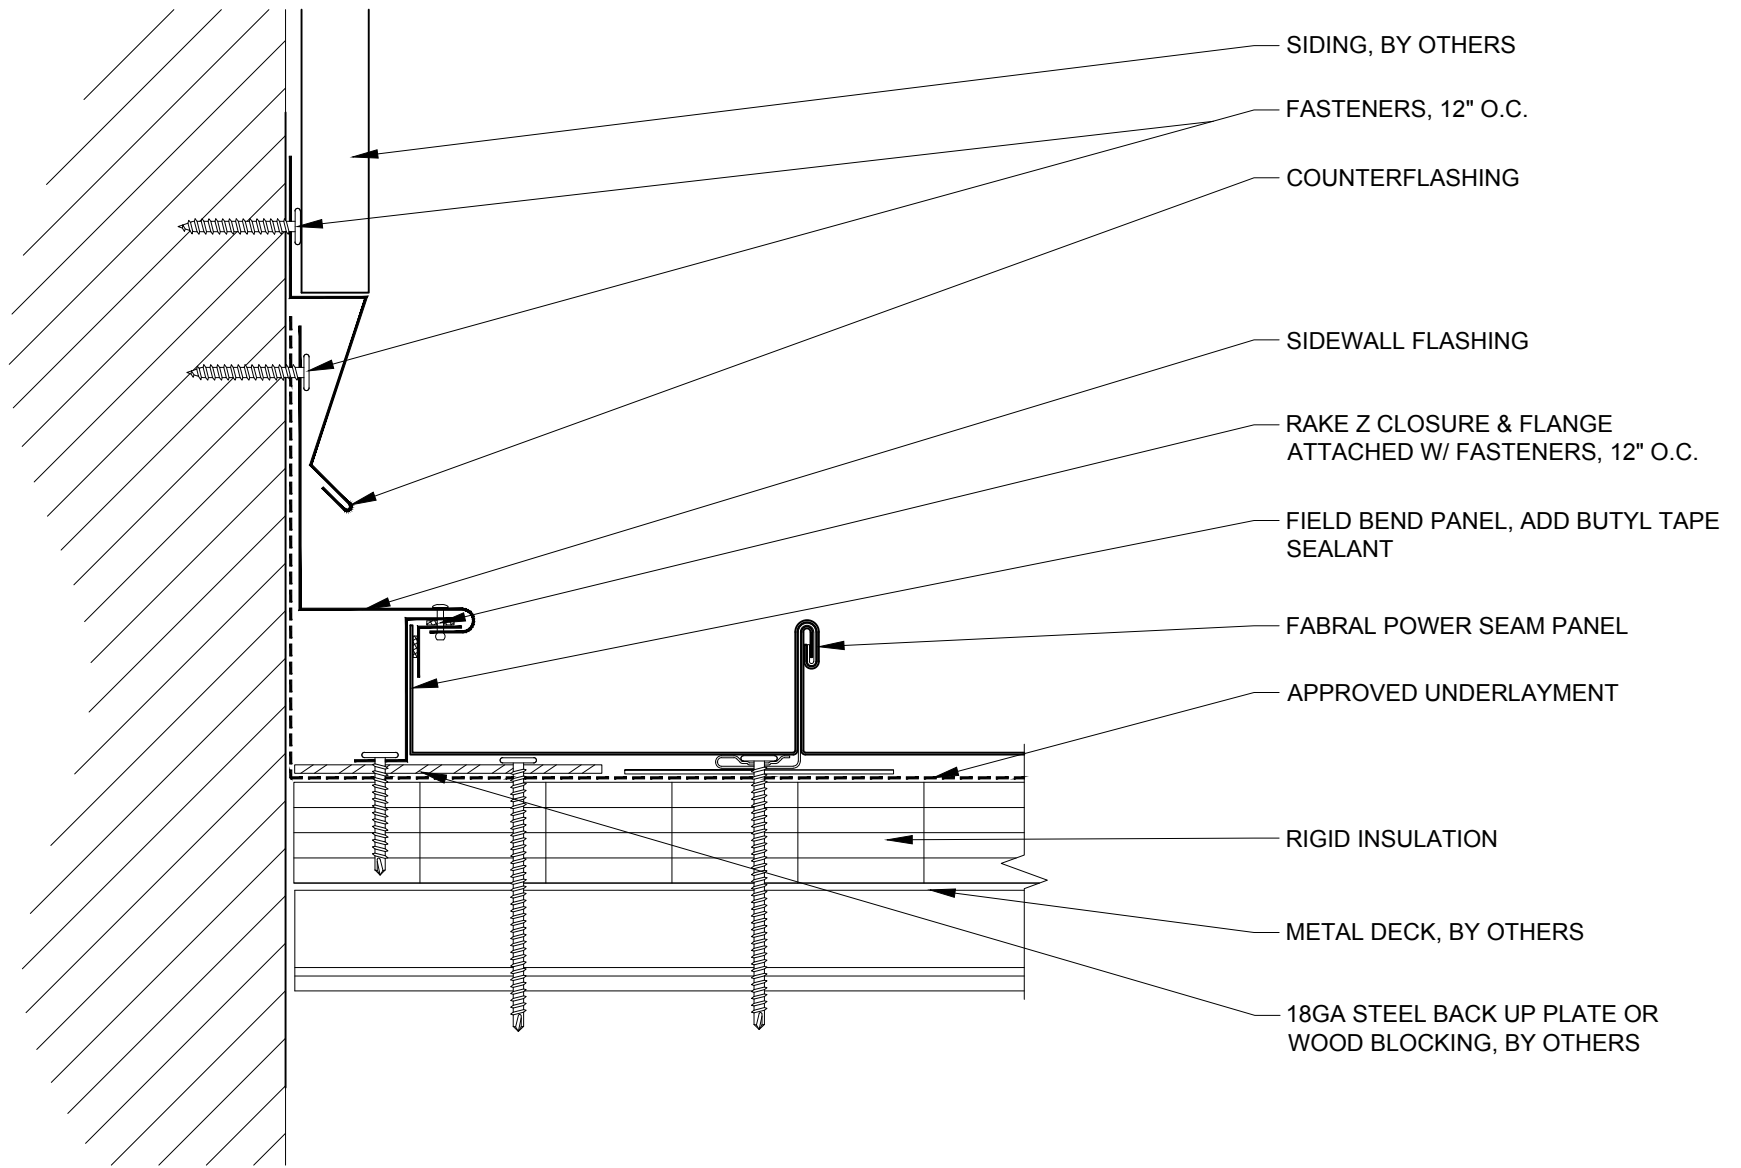 SIDING, BY OTHERS
FASTENERS, 12" O.C.
COUNTERFLASHING
SIDEWALL FLASHING
RAKE Z CLOSURE & FLANGE
ATTACHED W/ FASTENERS, 12" O.C.
FIELD BEND PANEL, ADD BUTYL TAPE
SEALANT
FABRAL POWER SEAM PANEL
APPROVED UNDERLAYMENT
RIGID INSULATION
METAL DECK, BY OTHERS
18GA STEEL BACK UP PLATE OR
WOOD BLOCKING, BY OTHERS